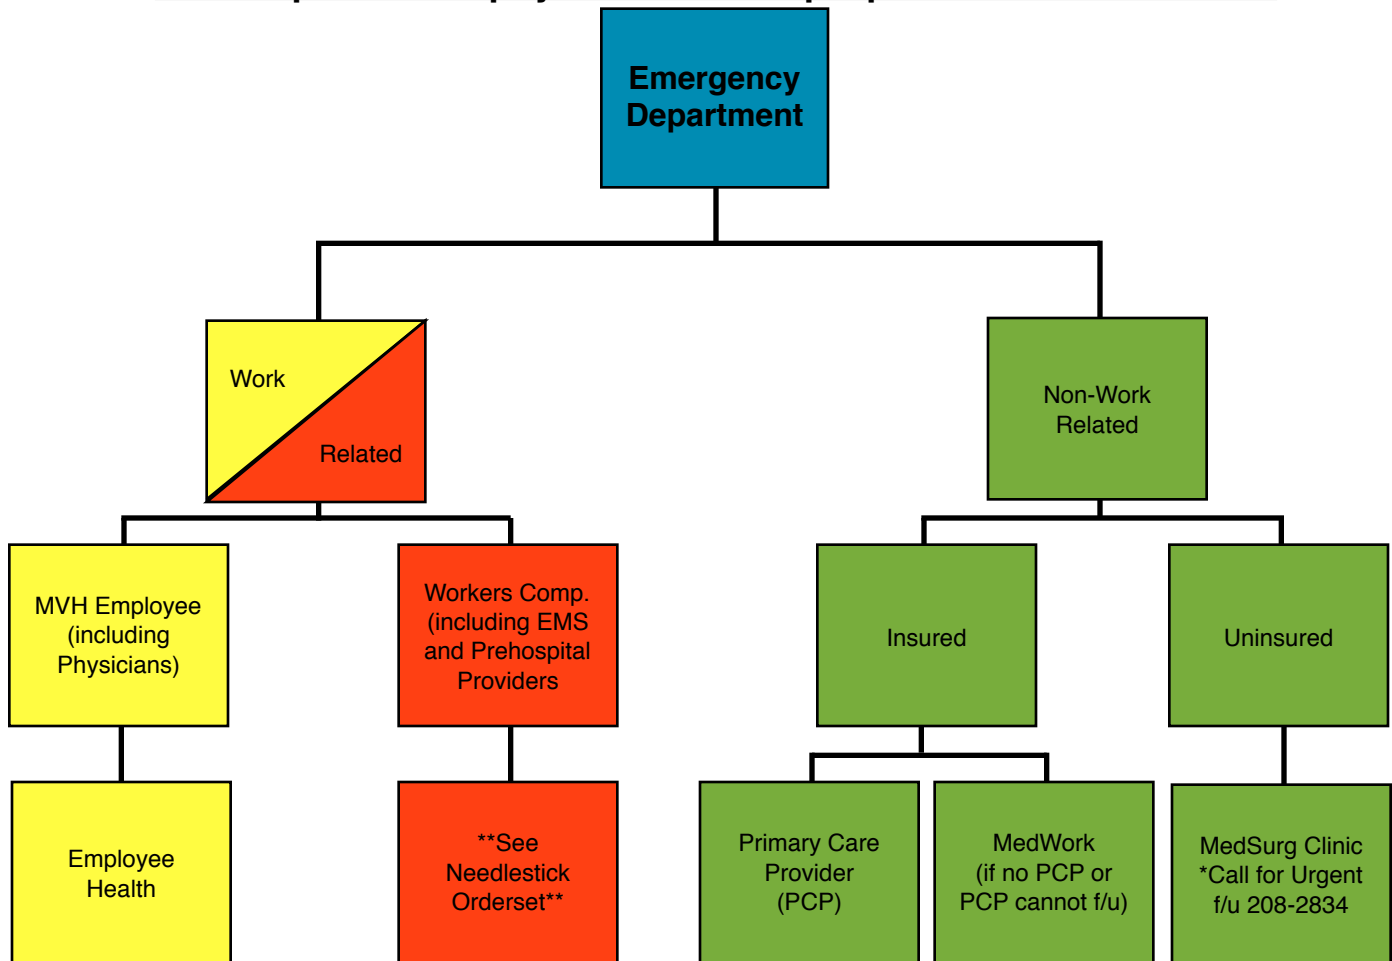 Emergency
Department
Work
Related
Non-Work
Related
MVH Employee
(including
Physicians)
Workers Comp.
(including EMS
and Prehospital
Providers
Insured
Uninsured
Employee
Health
**See
Needlestick
Orderset**
Primary Care
Provider
(PCP)
MedWork
(if no PCP or
PCP cannot f/u)
MedSurg Clinic
*Call for Urgent
f/u 208-2834